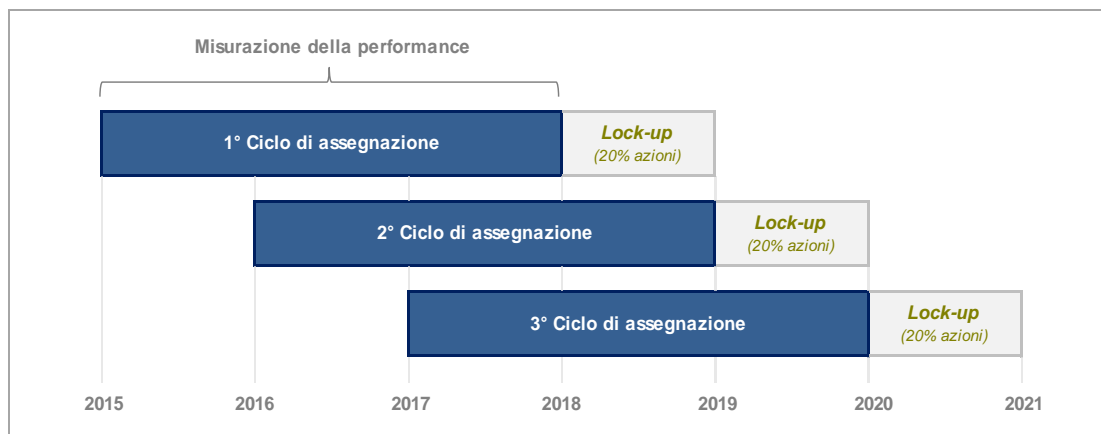 Misurazione della performance
1° Ciclo di assegnazione
Lock-up
(20% azioni)
2° Ciclo di assegnazione
Lock-up
(20% azioni)
3° Ciclo di assegnazione
Lock-up
(20% azioni)
2015 2016 2017 2018 2019 2020 2021